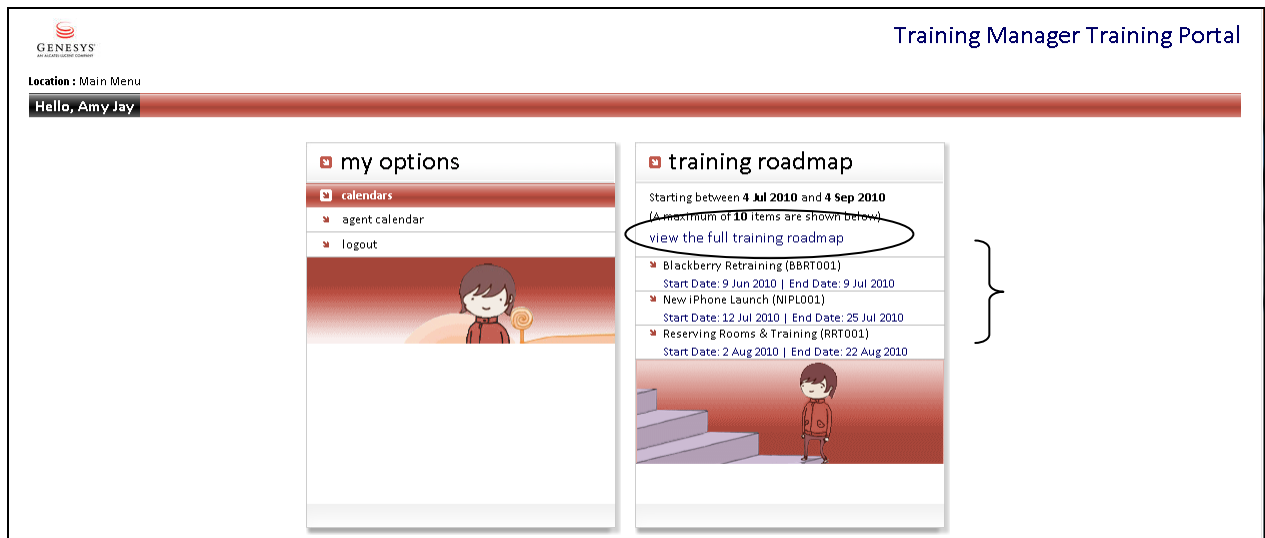 GENESYS
AN ALCATEL-LUCENT COMPANY
Training Manager Training Portal
Location : Main Menu
Hello, Amy Jay
my options
calendars
agent calendar
logout
training roadmap
Starting between 4 Jul 2010 and 4 Sep 2010
(A maximum of 10 items are shown below)
view the full training roadmap
Blackberry Retraining (BBRT001)
Start Date: 9 Jun 2010 | End Date: 9 Jul 2010
New iPhone Launch (NIPL001)
Start Date: 12 Jul 2010 | End Date: 25 Jul 2010
Reserving Rooms & Training (RRT001)
Start Date: 2 Aug 2010 | End Date: 22 Aug 2010